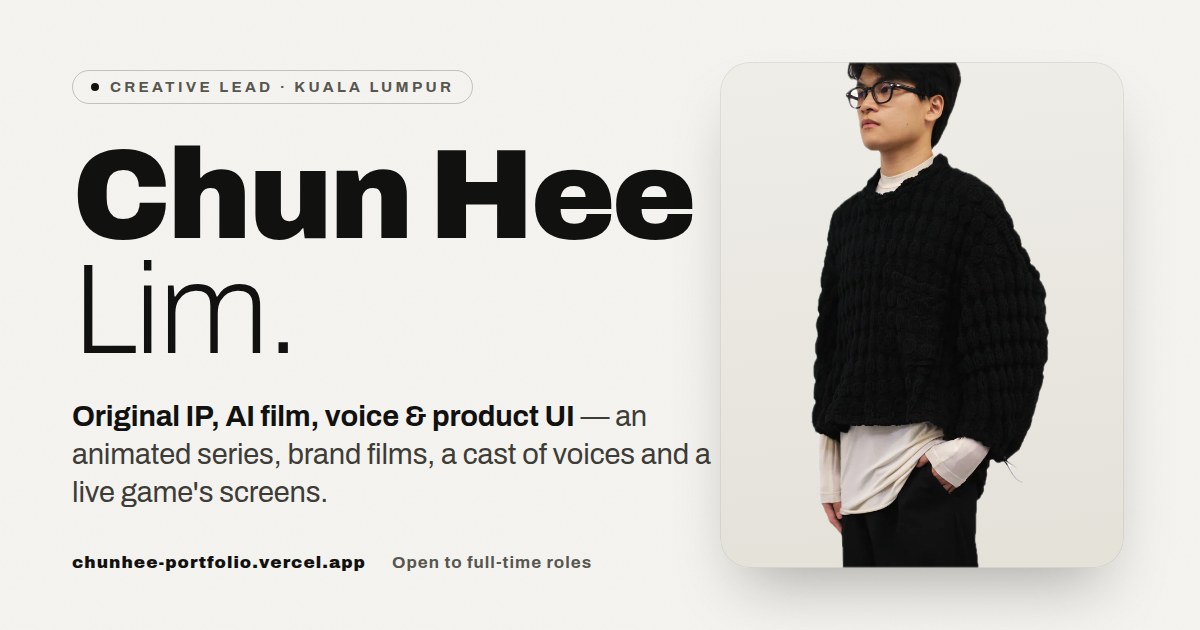 CREATIVE LEAD · KUALA LUMPUR
Chun Hee
Lim.
Original IP, AI film, voice & product UI — an
animated series, brand films, a cast of voices and a
live game's screens.
chunhee-portfolio.vercel.app Open to full-time roles